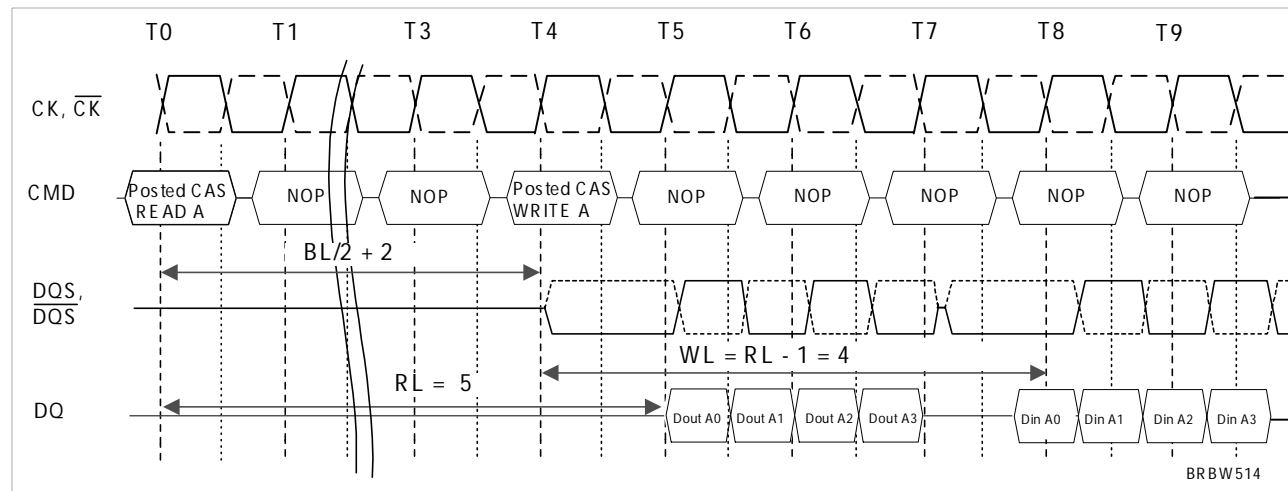 T0 T1 T3 T4 T5 T6 T7 T8 T9
CK, CK
CMD
Posted CAS
READ A
NOP
NOP
Posted CAS
WRITE A
NOP
NOP
NOP
NOP
NOP
BL/2 + 2
DQS,
DQS
WL = RL - 1 = 4
RL = 5
DQ
Dout A0 Dout A1 Dout A2 Dout A3 Din A0 Din A1 Din A2 Din A3
BRBW514